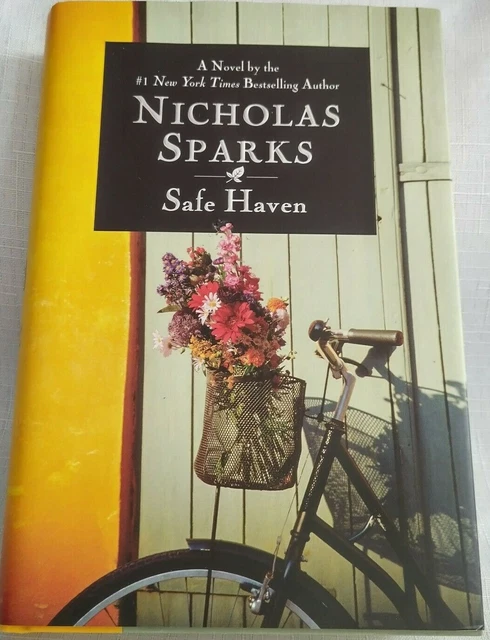 A Novel by the
#1 New York Times Bestselling Author
NICHOLAS
SPARKS
Safe Haven